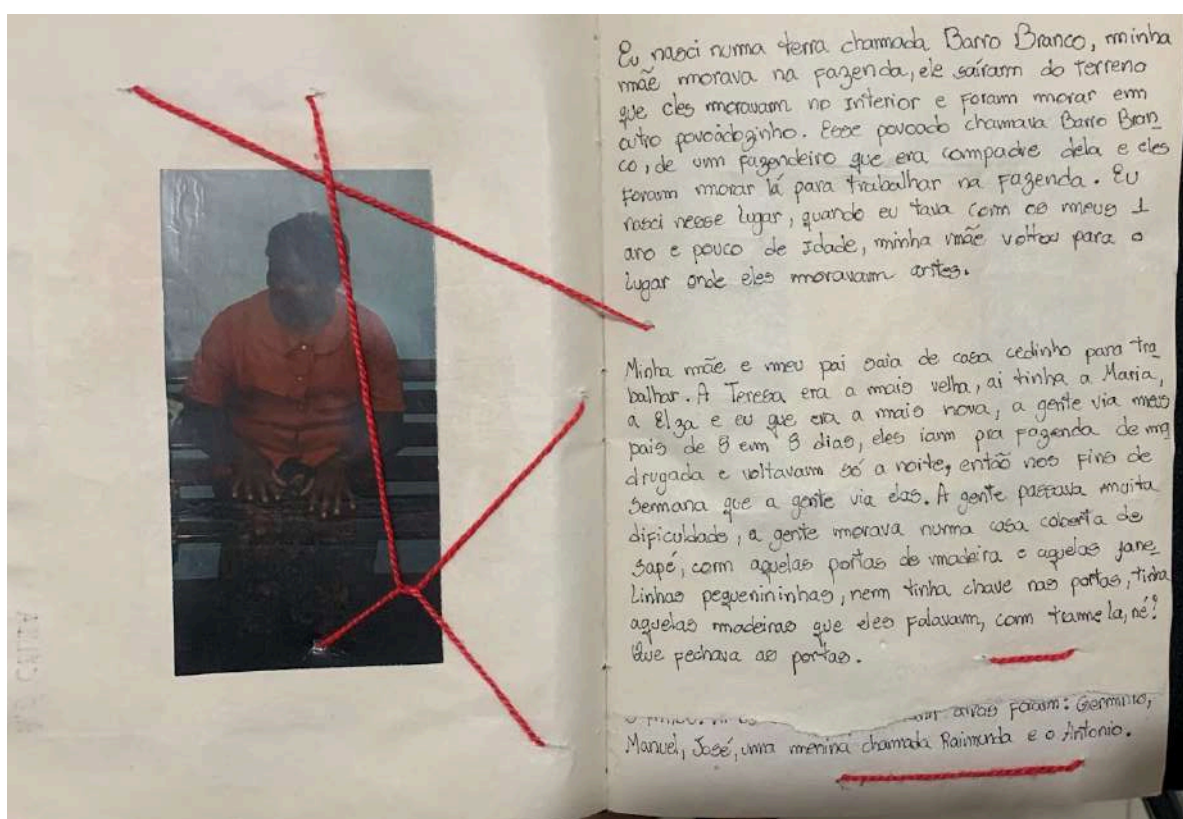 Eu nasci numa terra chamada Barro Branco, minha
mãe morava na fazenda, ele saíram do terreno
que eles moravam no interior e foram morar em
outro povoadozinho. Esse povoado chamava Barro Bran
co, de um fazendeiro que era compadre dela e eles
foram morar lá para trabalhar na fazenda. Eu
nasci nesse lugar, quando eu tava com os meus 1
ano e pouco de idade, minha mãe voltou para o
lugar onde eles moravam antes.
Minha mãe e meu pai saia de casa cedinho para tra
balhar. A Teresa era a mais velha, ai tinha a Maria,
a Elza e eu que era a mais nova, a gente via meus
pais de 8 em 8 dias, eles iam pra fazenda de ma
drugada e voltavam só a noite, então nos fins de
semana que a gente via eles. A gente passava muita
dificuldade, a gente morava numa casa coberta de
sapé, com aquelas portas de madeira e aquelas jane
linhas pequenininhas, nem tinha chave nas portas, tinha
aquelas madeiras que eles falavam, com tramela, né?
Que fechava as portas.
foram: Germinio,
Manuel, José, uma menina chamada Raimunda e o Antonio.